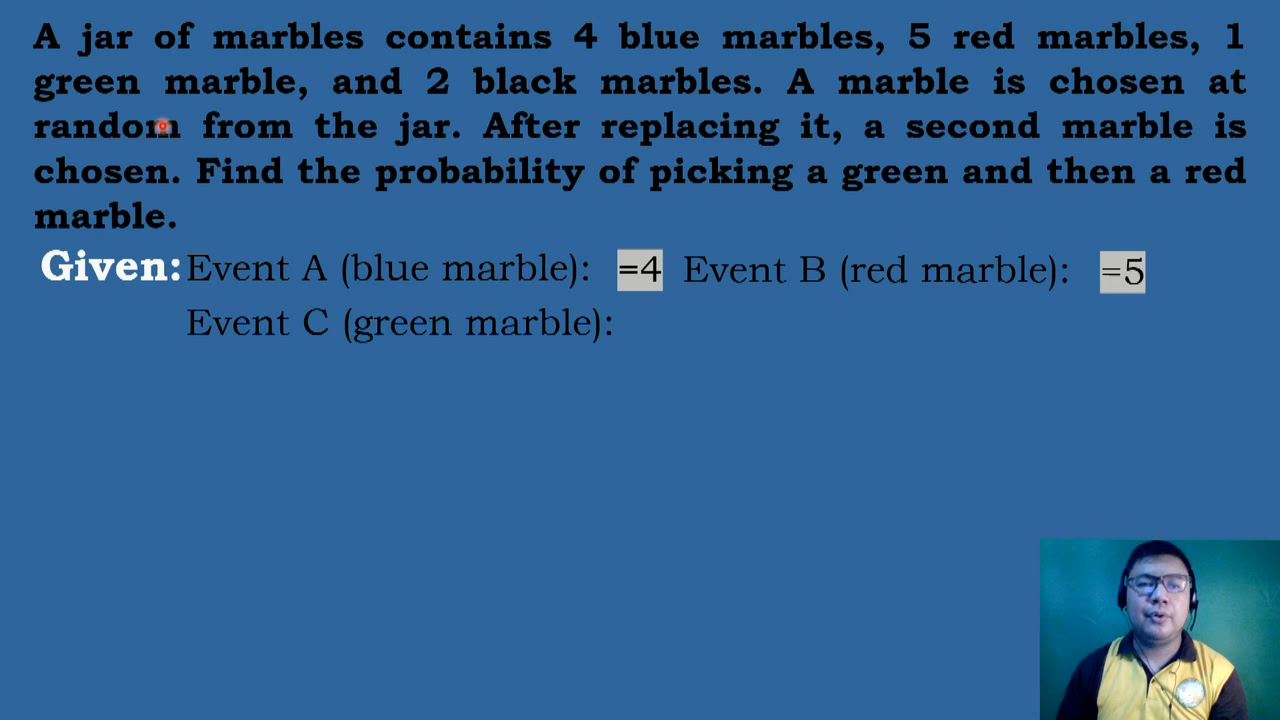 A jar of marbles contains 4 blue marbles, 5 red marbles, 1
green marble, and 2 black marbles. A marble is chosen at
random from the jar. After replacing it, a second marble is
chosen. Find the probability of picking a green and then a red
marble.
Given: Event A (blue marble): =4 Event B (red marble): =5
Event C (green marble):